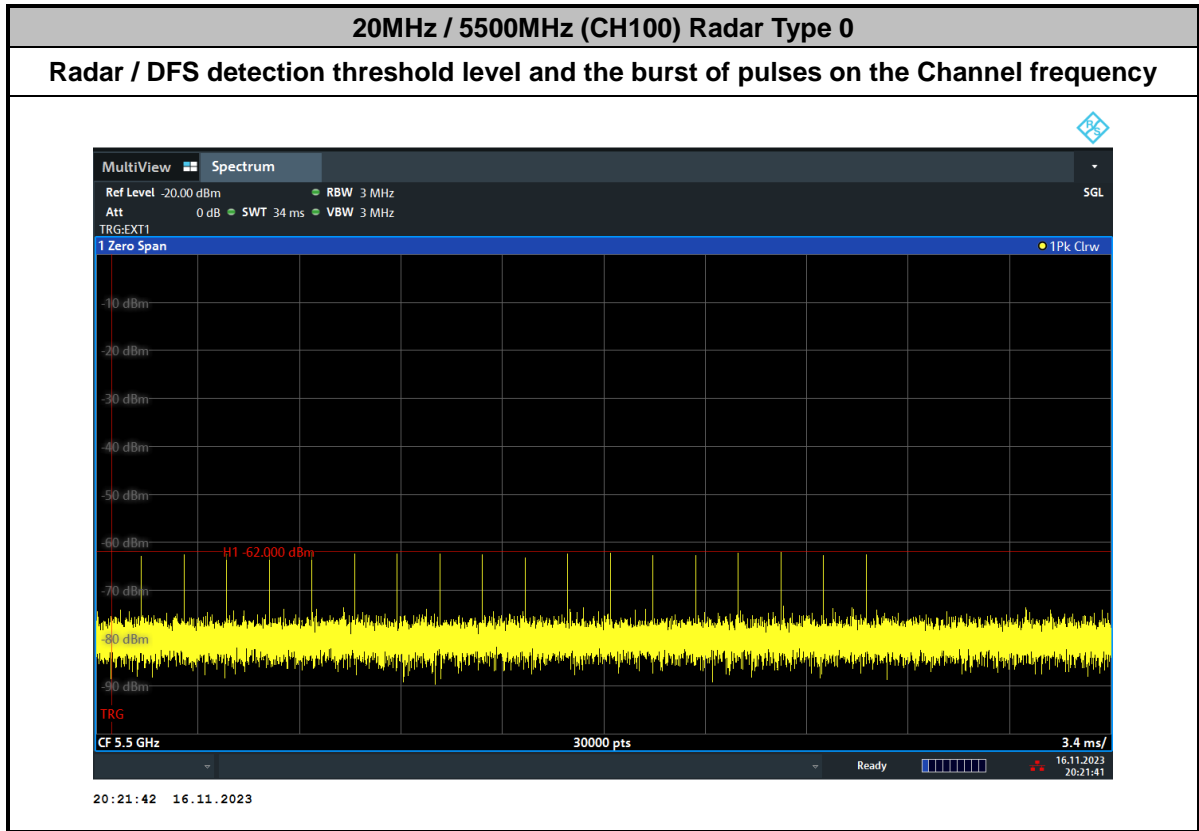 20MHz / 5500MHz (CH100) Radar Type 0
Radar / DFS detection threshold level and the burst of pulses on the Channel frequency
R&S
MultiView Spectrum
Ref Level -20.00 dBm RBW 3 MHz SGL
Att 0 dB SWT 34 ms VBW 3 MHz
TRG:EXT1
1 Zero Span 1Pk Clrw
-10 dBm
-20 dBm
-30 dBm
-40 dBm
-50 dBm
-60 dBm
H1 -62.000 dBm
-70 dBm
-80 dBm
-90 dBm
TRG
CF 5.5 GHz 30000 pts 3.4 ms/
Ready 16.11.2023
20:21:41
20:21:42 16.11.2023